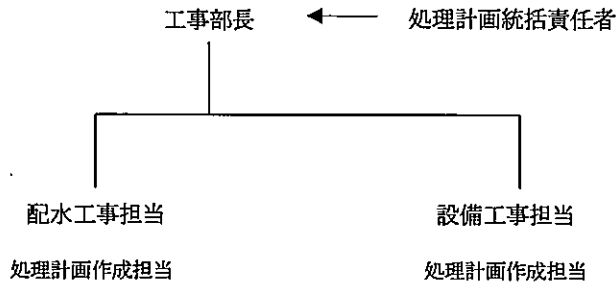 工事部長 ← 処理計画統括責任者
配水工事担当 設備工事担当
処理計画作成担当 処理計画作成担当